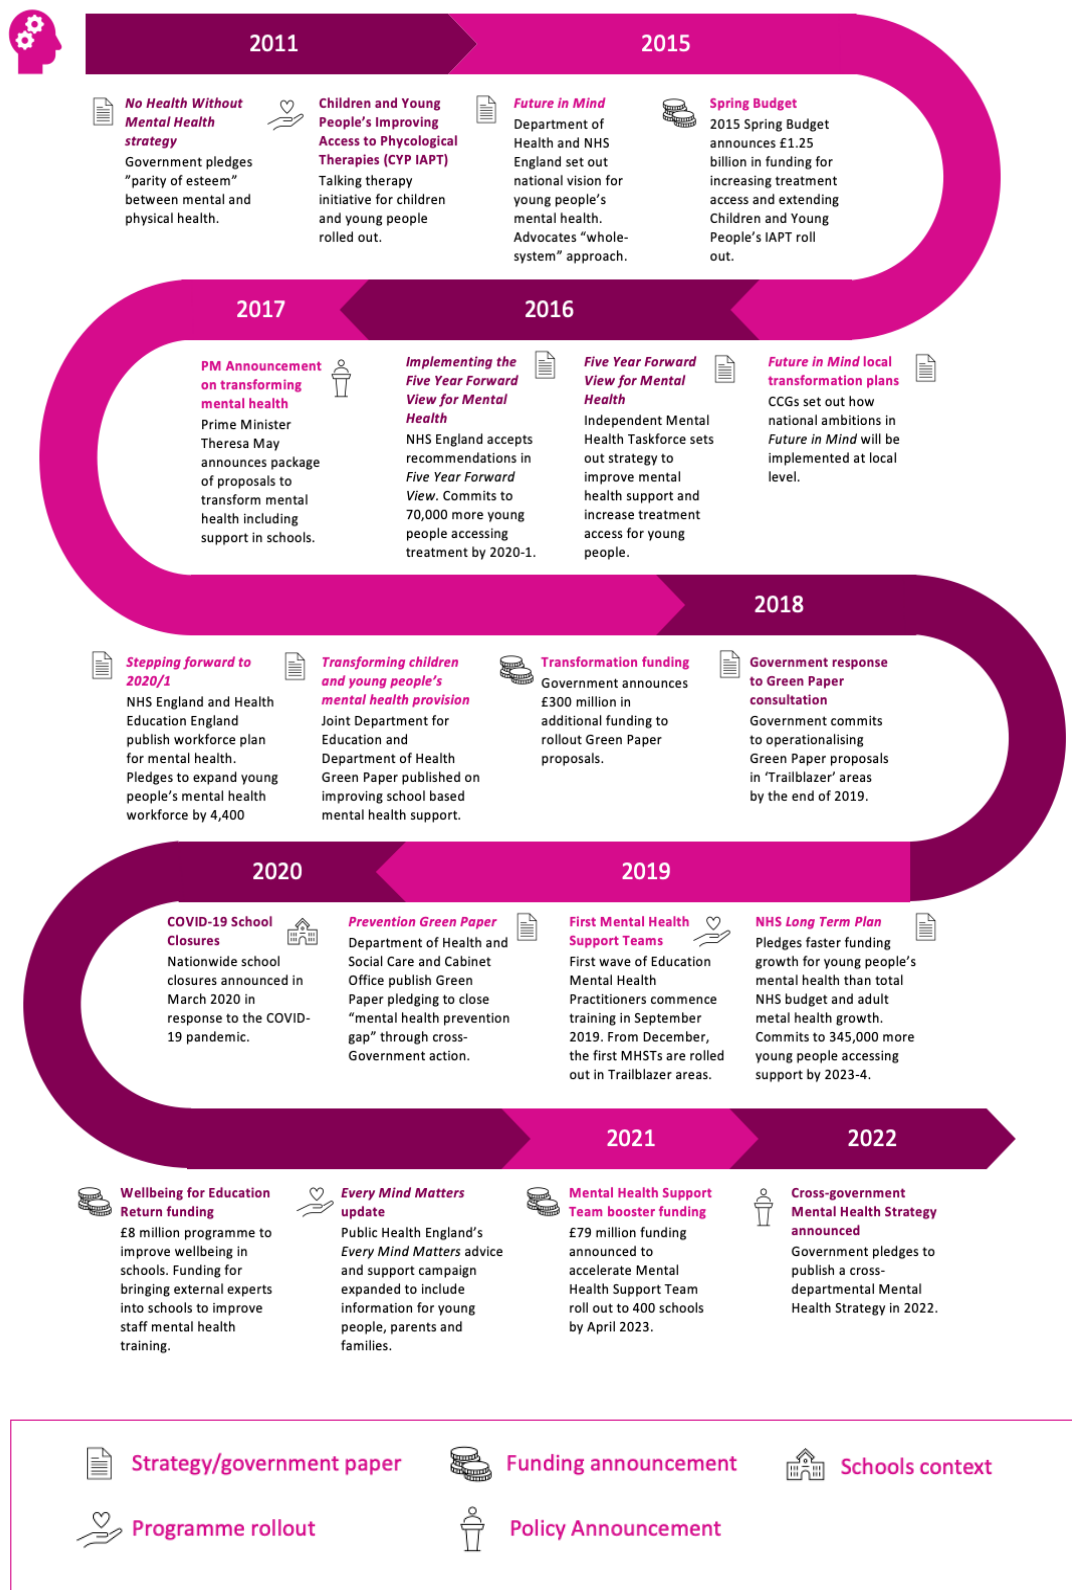 2011
2015
No Health Without
Mental Health
strategy
Government pledges
”parity of esteem”
between mental and
physical health.
Children and Young
People’s Improving
Access to Phycological
Therapies (CYP IAPT)
Talking therapy
initiative for children
and young people
rolled out.
Future in Mind
Department of
Health and NHS
England set out
national vision for
young people’s
mental health.
Advocates “whole-
system” approach.
Spring Budget
2015 Spring Budget
announces £1.25
billion in funding for
increasing treatment
access and extending
Children and Young
People’s IAPT roll
out.
2017
2016
PM Announcement
on transforming
mental health
Prime Minister
Theresa May
announces package
of proposals to
transform mental
health including
support in schools.
Implementing the
Five Year Forward
View for Mental
Health
NHS England accepts
recommendations in
Five Year Forward
View. Commits to
70,000 more young
people accessing
treatment by 2020-1.
Five Year Forward
View for Mental
Health
Independent Mental
Health Taskforce sets
out strategy to
improve mental
health support and
increase treatment
access for young
people.
Future in Mind local
transformation plans
CCGs set out how
national ambitions in
Future in Mind will be
implemented at local
level.
2018
Stepping forward to
2020/1
NHS England and Health
Education England
publish workforce plan
for mental health.
Pledges to expand young
people’s mental health
workforce by 4,400
Transforming children
and young people’s
mental health provision
Joint Department for
Education and
Department of Health
Green Paper published on
improving school based
mental health support.
Transformation funding
Government announces
£300 million in
additional funding to
rollout Green Paper
proposals.
Government response
to Green Paper
consultation
Government commits
to operationalising
Green Paper proposals
in ‘Trailblazer’ areas
by the end of 2019.
2020
2019
COVID-19 School
Closures
Nationwide school
closures announced in
March 2020 in
response to the COVID-
19 pandemic.
Prevention Green Paper
Department of Health and
Social Care and Cabinet
Office publish Green
Paper pledging to close
“mental health prevention
gap” through cross-
Government action.
First Mental Health
Support Teams
First wave of Education
Mental Health
Practitioners commence
training in September
2019. From December,
the first MHSTs are rolled
out in Trailblazer areas.
NHS Long Term Plan
Pledges faster funding
growth for young people’s
mental health than total
NHS budget and adult
metal health growth.
Commits to 345,000 more
young people accessing
support by 2023-4.
2021
2022
Wellbeing for Education
Return funding
£8 million programme to
improve wellbeing in
schools. Funding for
bringing external experts
into schools to improve
staff mental health
training.
Every Mind Matters
update
Public Health England’s
Every Mind Matters advice
and support campaign
expanded to include
information for young
people, parents and
families.
Mental Health Support
Team booster funding
£79 million funding
announced to
accelerate Mental
Health Support Team
roll out to 400 schools
by April 2023.
Cross-government
Mental Health Strategy
announced
Government pledges to
publish a cross-
departmental Mental
Health Strategy in 2022.
Strategy/government paper
Funding announcement
Schools context
Programme rollout
Policy Announcement